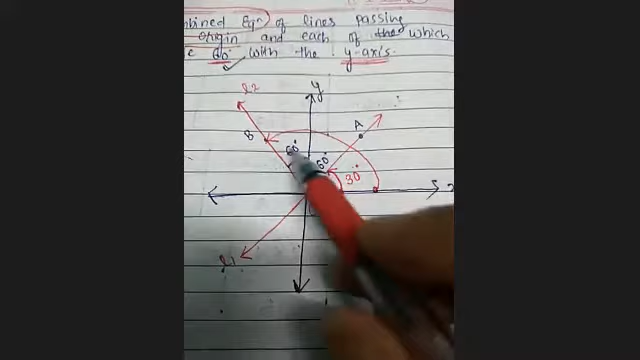 mbined Eqn of lines passing
origin and each of the which
60° with the y-axis.
l2
y
B
A
60°
60°
30°
l1